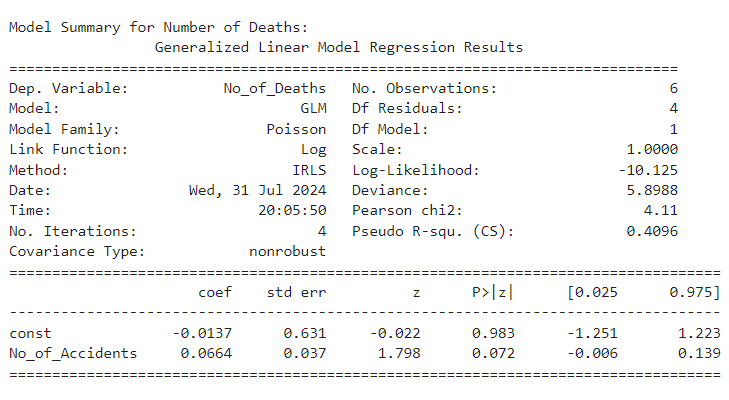 Model Summary for Number of Deaths:
Generalized Linear Model Regression Results
==============================================================================
Dep. Variable: No_of_Deaths No. Observations: 6
Model: GLM Df Residuals: 4
Model Family: Poisson Df Model: 1
Link Function: Log Scale: 1.0000
Method: IRLS Log-Likelihood: -10.125
Date: Wed, 31 Jul 2024 Deviance: 5.8988
Time: 20:05:50 Pearson chi2: 4.11
No. Iterations: 4 Pseudo R-squ. (CS): 0.4096
Covariance Type: nonrobust
===================================================================================
coef std err z P>|z| [0.025 0.975]
-----------------------------------------------------------------------------------
const -0.0137 0.631 -0.022 0.983 -1.251 1.223
No_of_Accidents 0.0664 0.037 1.798 0.072 -0.006 0.139
===================================================================================